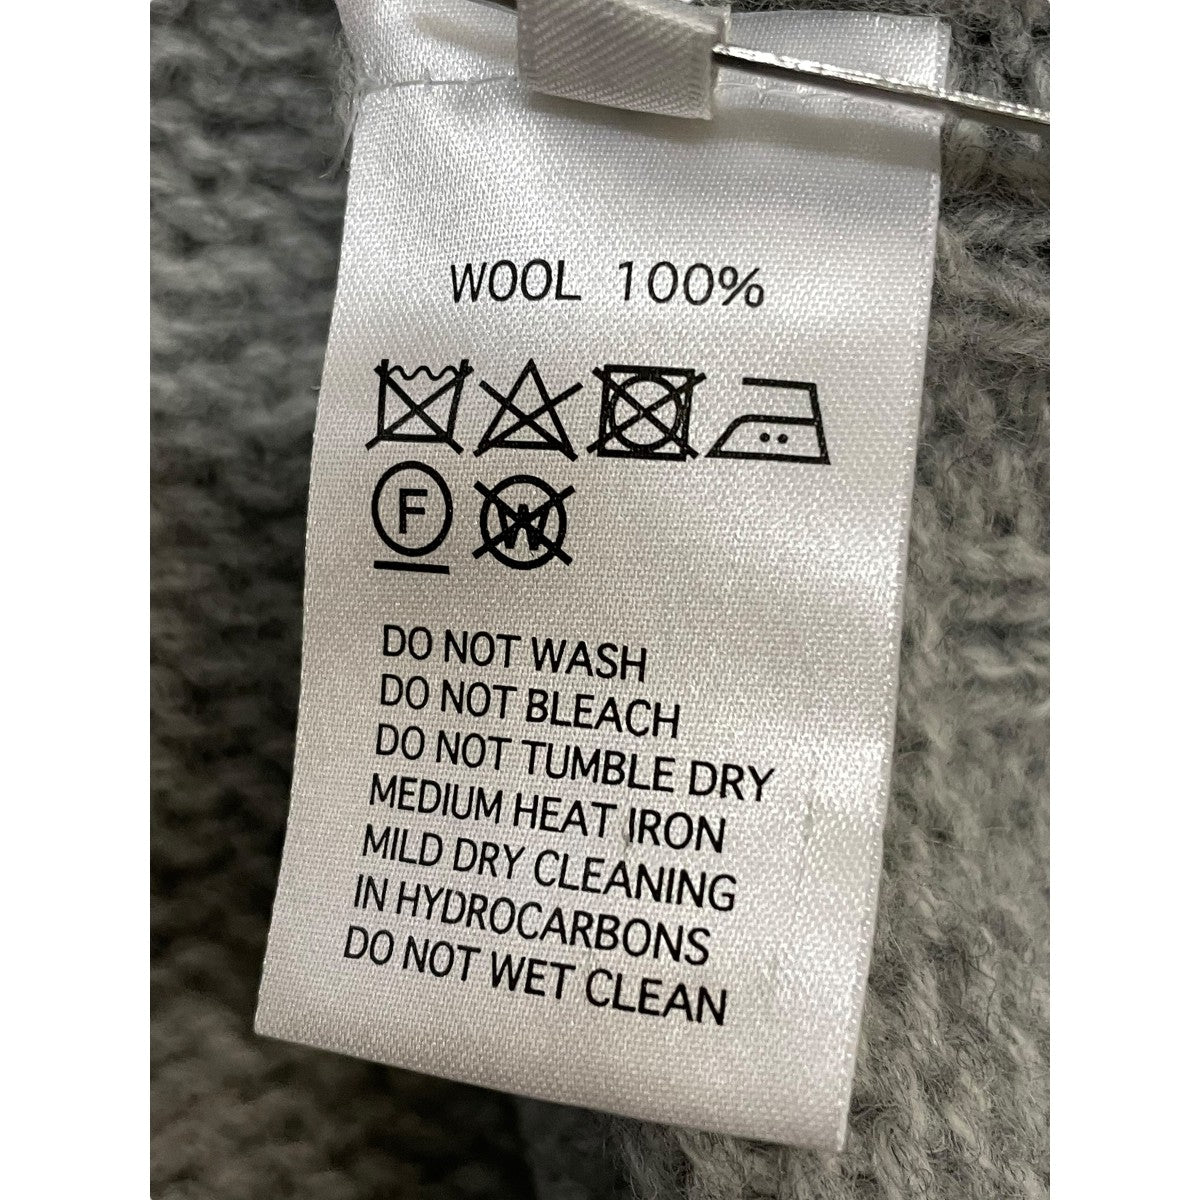 WOOL 100%
F W
DO NOT WASH
DO NOT BLEACH
DO NOT TUMBLE DRY
MEDIUM HEAT IRON
MILD DRY CLEANING
IN HYDROCARBONS
DO NOT WET CLEAN